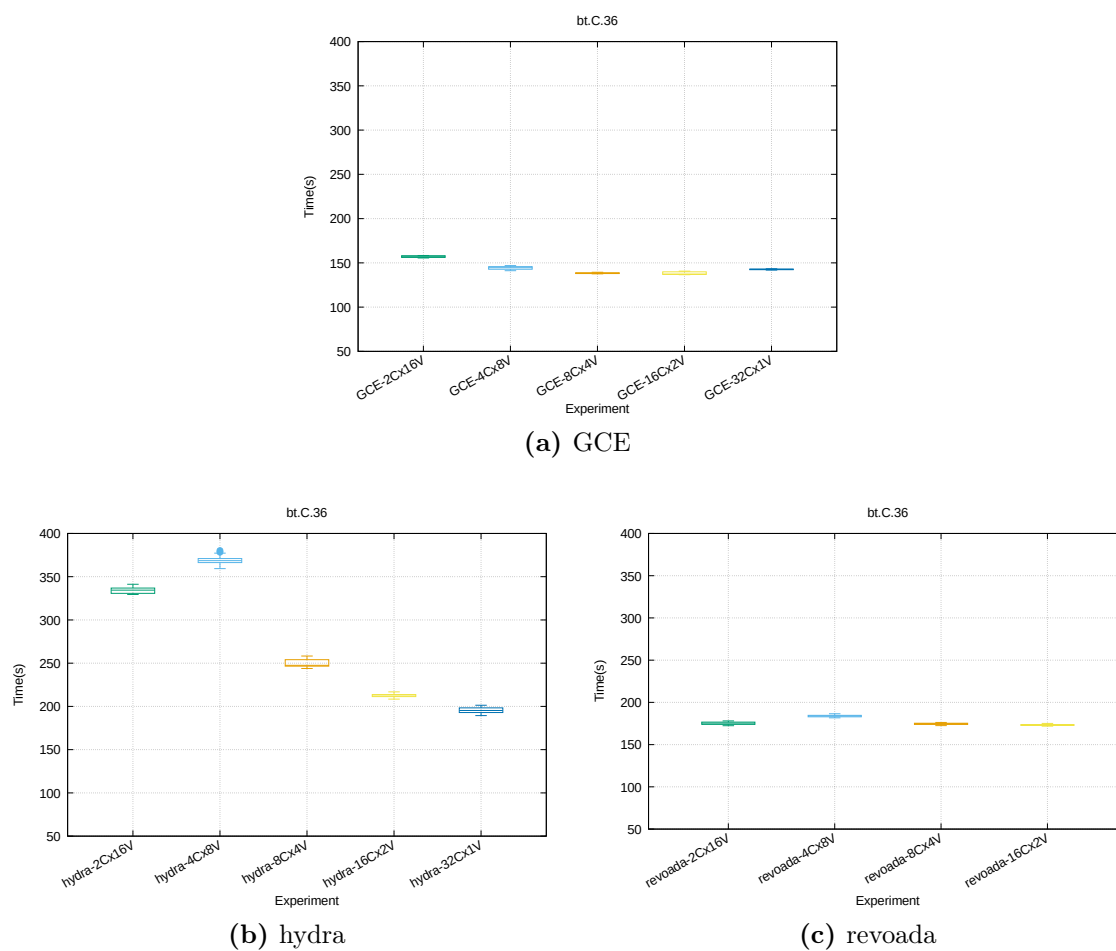 bt.C.36
400
350
300
250
200
150
100
50
Time(s)
GCE-2Cx16V
GCE-4Cx8V
GCE-8Cx4V
GCE-16Cx2V
GCE-32Cx1V
Experiment
(a) GCE
bt.C.36
400
350
300
250
200
150
100
50
Time(s)
hydra-2Cx16V
hydra-4Cx8V
hydra-8Cx4V
hydra-16Cx2V
hydra-32Cx1V
Experiment
(b) hydra
bt.C.36
400
350
300
250
200
150
100
50
Time(s)
revoada-2Cx16V
revoada-4Cx8V
revoada-8Cx4V
revoada-16Cx2V
Experiment
(c) revoada